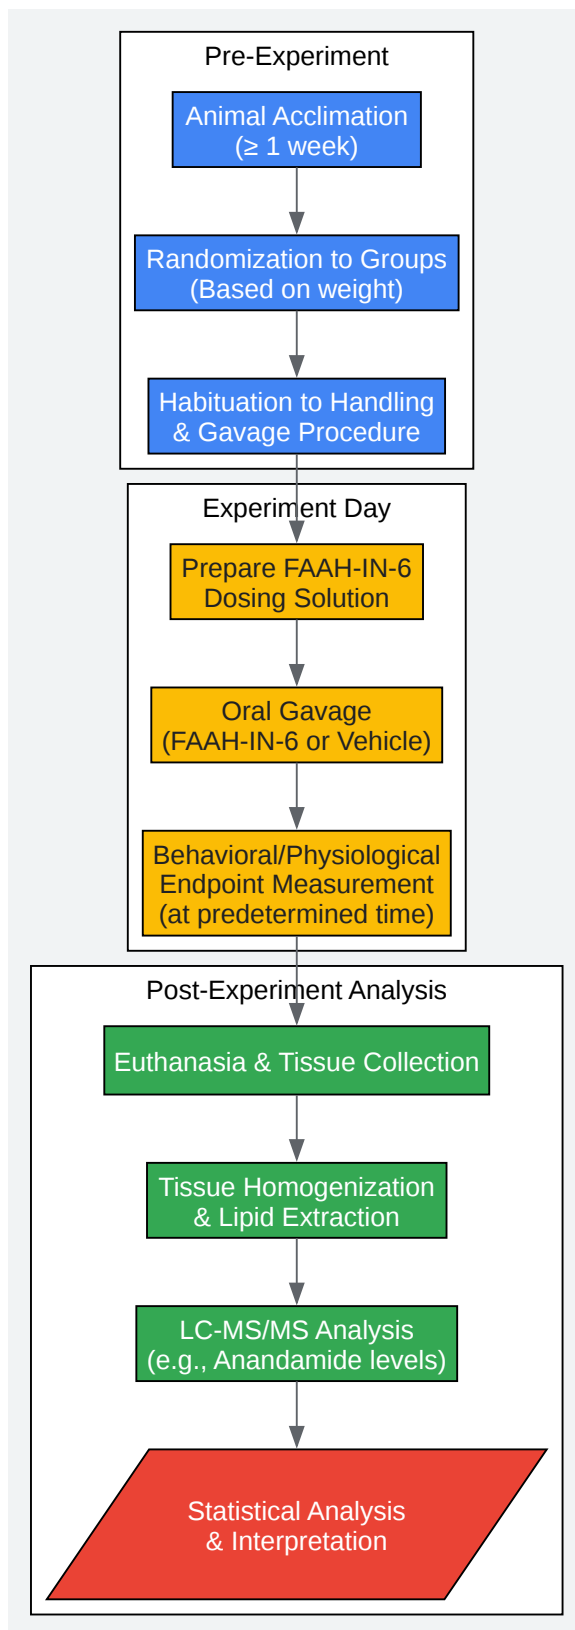 Pre-Experiment
Animal Acclimation
(≥ 1 week)
Randomization to Groups
(Based on weight)
Habituation to Handling
& Gavage Procedure
Experiment Day
Prepare FAAH-IN-6
Dosing Solution
Oral Gavage
(FAAH-IN-6 or Vehicle)
Behavioral/Physiological
Endpoint Measurement
(at predetermined time)
Post-Experiment Analysis
Euthanasia & Tissue Collection
Tissue Homogenization
& Lipid Extraction
LC-MS/MS Analysis
(e.g., Anandamide levels)
Statistical Analysis
& Interpretation